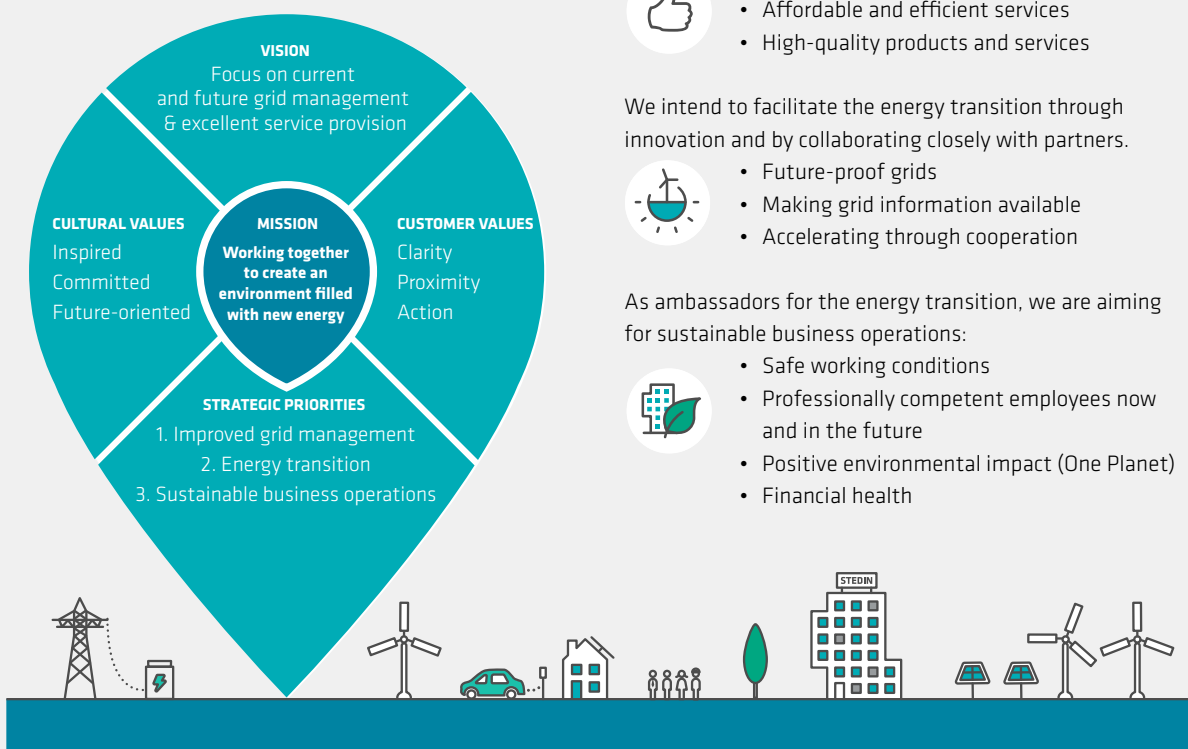 VISION
Focus on current
and future grid management
& excellent service provision
CULTURAL VALUES
Inspired
Committed
Future-oriented
MISSION
Working together
to create an
environment filled
with new energy
CUSTOMER VALUES
Clarity
Proximity
Action
STRATEGIC PRIORITIES
1. Improved grid management
2. Energy transition
3. Sustainable business operations
• Affordable and efficient services
• High-quality products and services
We intend to facilitate the energy transition through
innovation and by collaborating closely with partners.
• Future-proof grids
• Making grid information available
• Accelerating through cooperation
As ambassadors for the energy transition, we are aiming
for sustainable business operations:
• Safe working conditions
• Professionally competent employees now
and in the future
• Positive environmental impact (One Planet)
• Financial health
STEDIN